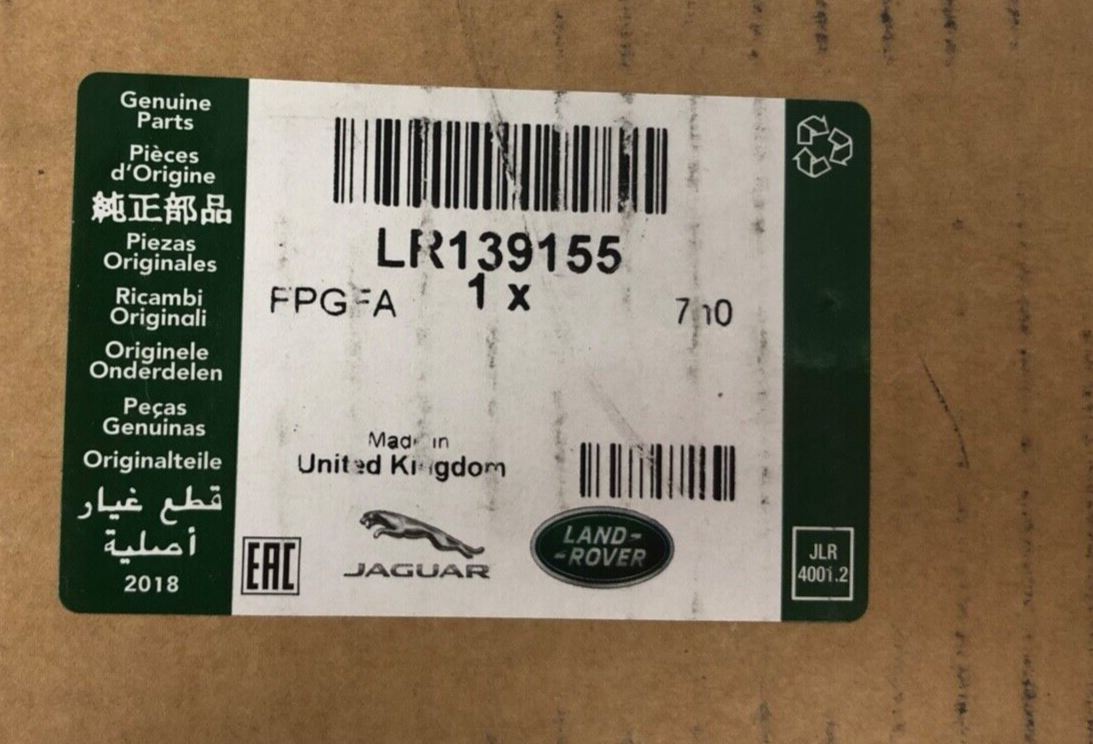 Genuine
Parts
Pièces
d'Origine
純正部品
Piezas
Originales
Ricambi
Originali
Originele
Onderdelen
Peças
Genuinas
Originalteile
قطع غيار
أصلية
2018
LR139155
1 x
Made in
United Kingdom
EAC
JAGUAR
LAND-
-ROVER
JLR
4001.2